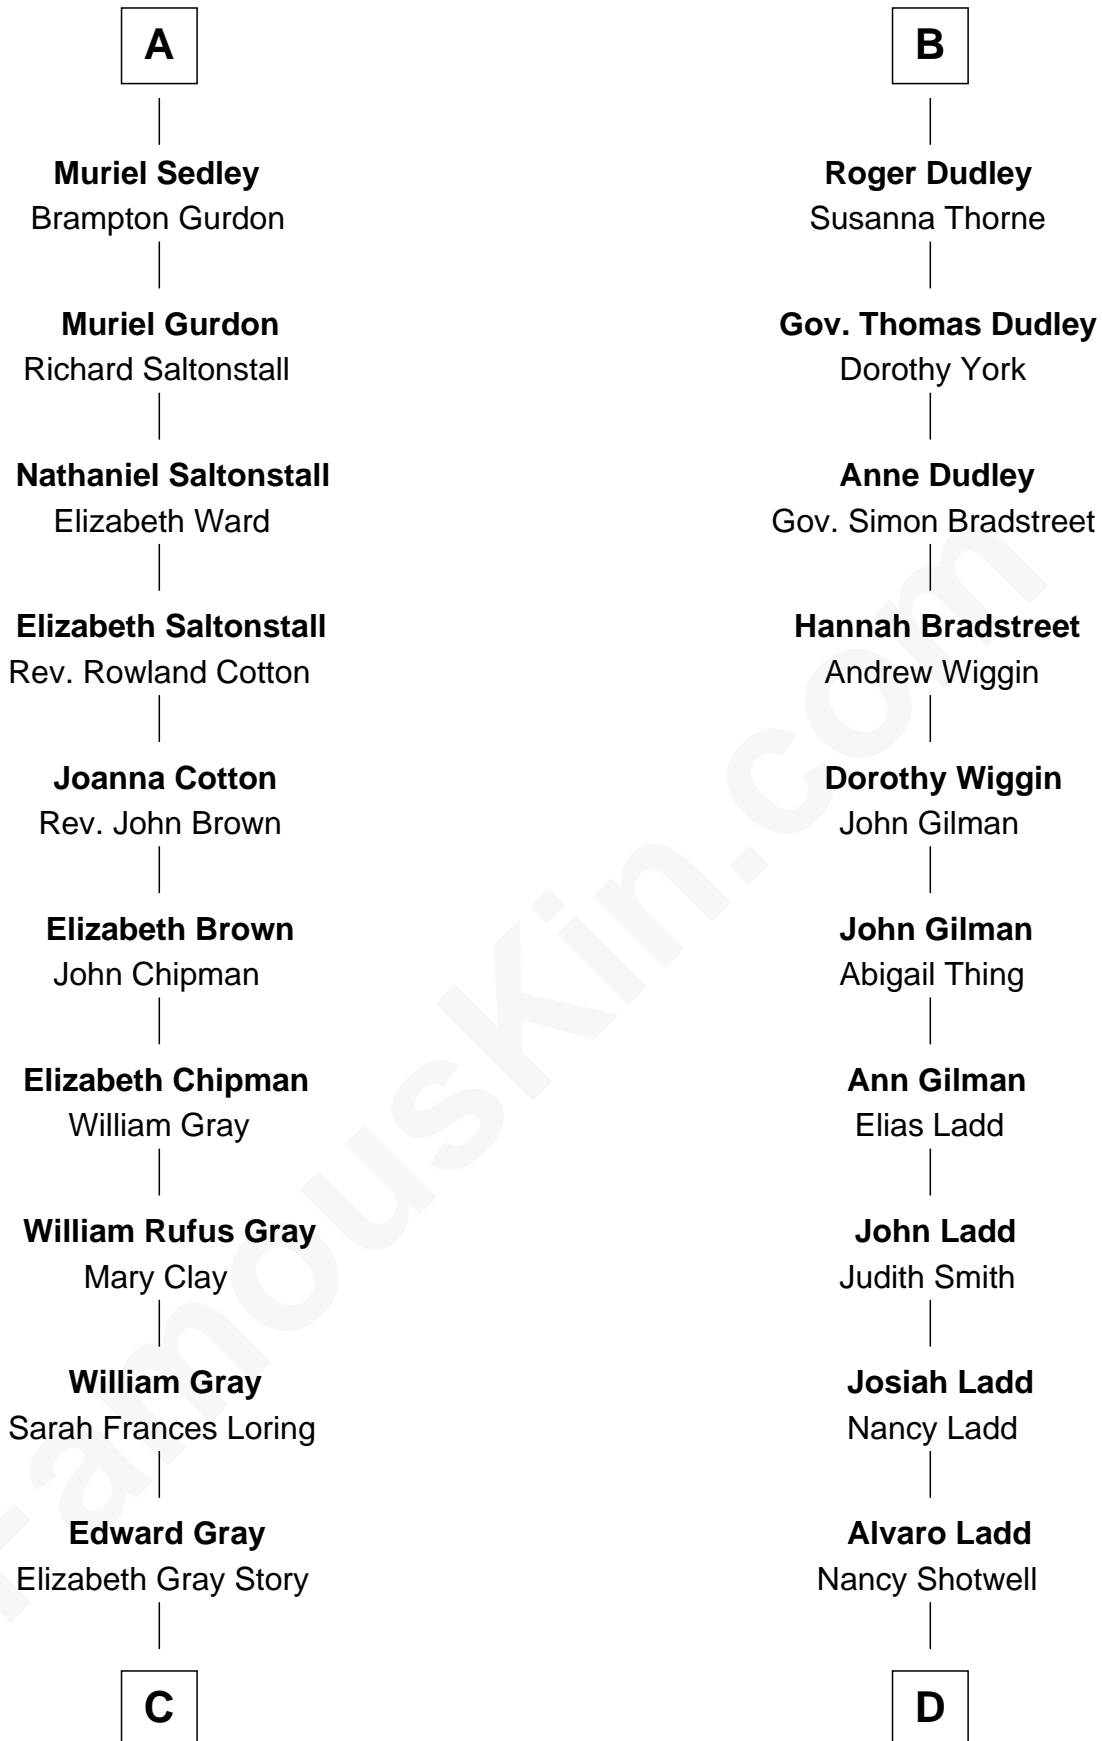 A
Muriel Sedley
Brampton Gurdon
Muriel Gurdon
Richard Saltonstall
Nathaniel Saltonstall
Elizabeth Ward
Elizabeth Saltonstall
Rev. Rowland Cotton
Joanna Cotton
Rev. John Brown
Elizabeth Brown
John Chipman
Elizabeth Chipman
William Gray
William Rufus Gray
Mary Clay
William Gray
Sarah Frances Loring
Edward Gray
Elizabeth Gray Story
C
B
Roger Dudley
Susanna Thorne
Gov. Thomas Dudley
Dorothy York
Anne Dudley
Gov. Simon Bradstreet
Hannah Bradstreet
Andrew Wiggin
Dorothy Wiggin
John Gilman
John Gilman
Abigail Thing
Ann Gilman
Elias Ladd
John Ladd
Judith Smith
Josiah Ladd
Nancy Ladd
Alvaro Ladd
Nancy Shotwell
D
FamousKin.com